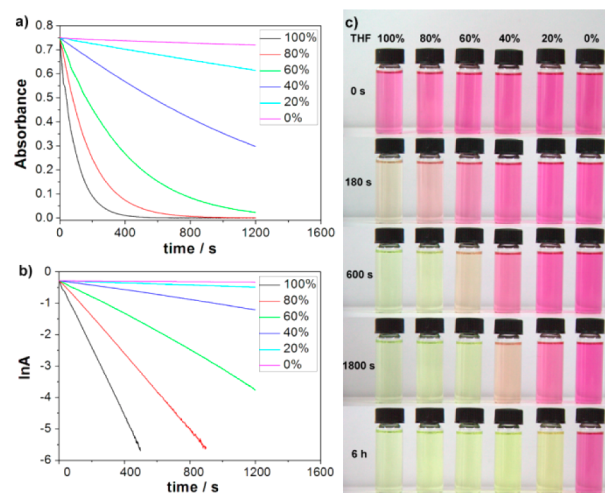 a)
0.8
0.7
0.6
0.5
0.4
0.3
0.2
0.1
0.0
Absorbance
100%
80%
60%
40%
20%
0%
0 400 800 1200 1600
time / s
b)
0
-1
-2
-3
-4
-5
-6
lnA
100%
80%
60%
40%
20%
0%
0 400 800 1200 1600
time / s
c)
THF 100% 80% 60% 40% 20% 0%
0 s
180 s
600 s
1800 s
6 h